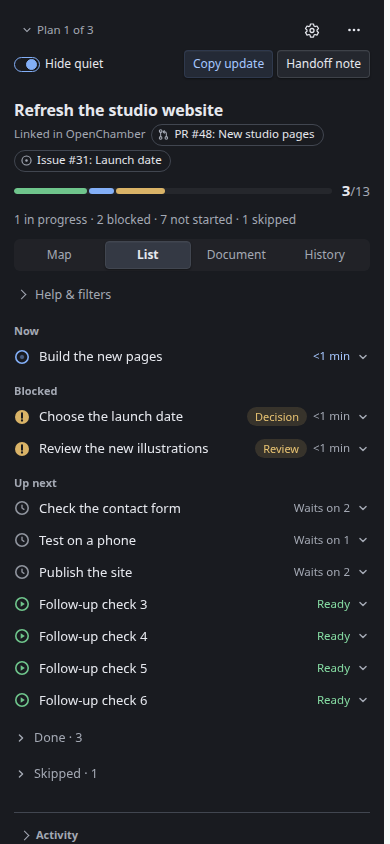 Plan 1 of 3
Hide quiet
Copy update
Handoff note
Refresh the studio website
Linked in OpenChamber PR #48: New studio pages
Issue #31: Launch date
3/13
1 in progress · 2 blocked · 7 not started · 1 skipped
Map List Document History
Help & filters
Now
Build the new pages <1 min
Blocked
Choose the launch date Decision <1 min
Review the new illustrations Review <1 min
Up next
Check the contact form Waits on 2
Test on a phone Waits on 1
Publish the site Waits on 2
Follow-up check 3 Ready
Follow-up check 4 Ready
Follow-up check 5 Ready
Follow-up check 6 Ready
Done · 3
Skipped · 1
Activity